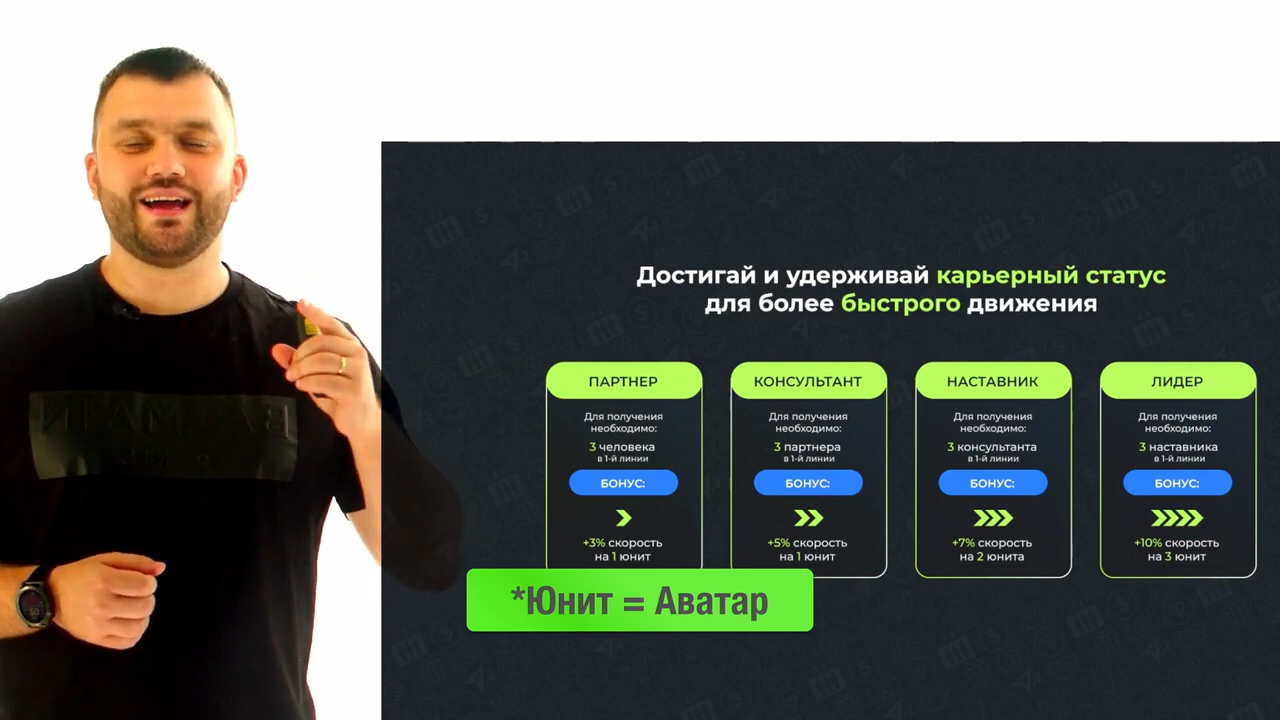 Достигай и удерживай карьерный статус
для более быстрого движения
ПАРТНЕР
Для получения
необходимо:
3 человека
в 1-й линии
БОНУС:
+3% скорость
на 1 юнит
КОНСУЛЬТАНТ
Для получения
необходимо:
3 партнера
в 1-й линии
БОНУС:
+5% скорость
на 1 юнит
НАСТАВНИК
Для получения
необходимо:
3 консультанта
в 1-й линии
БОНУС:
+7% скорость
на 2 юнита
ЛИДЕР
Для получения
необходимо:
3 наставника
в 1-й линии
БОНУС:
+10% скорость
на 3 юнит
*Юнит = Аватар